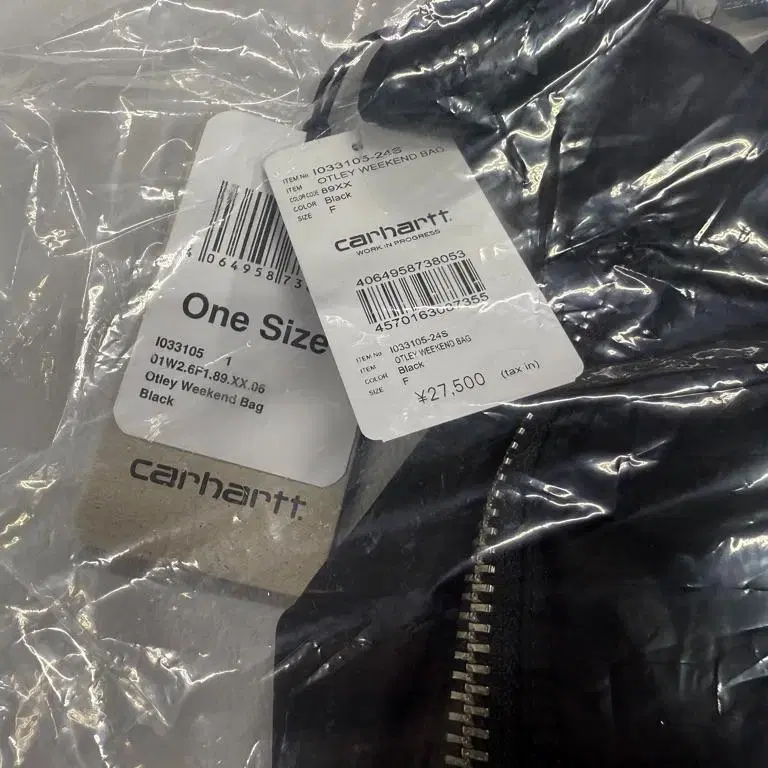 4 064958 73
One Size
I033105 1
01W2.6F1.89.XX.06
Otley Weekend Bag
Black
carhartt.
ITEM No. I033105-24S
ITEM OTLEY WEEKEND BAG
COLOR CODE 89XX
COLOR Black
SIZE F
carhartt.
WORK IN PROGRESS
4064958738053
4570163007355
ITEM No. I033105-24S
ITEM OTLEY WEEKEND BAG
COLOR Black
SIZE F
¥27,500 (tax in)